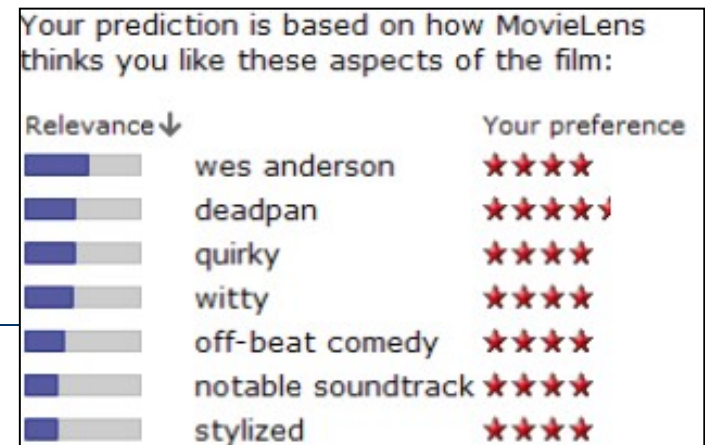 Your prediction is based on how MovieLens
thinks you like these aspects of the film:
Relevance↓ Your preference
wes anderson
deadpan
quirky
witty
off-beat comedy
notable soundtrack
stylized